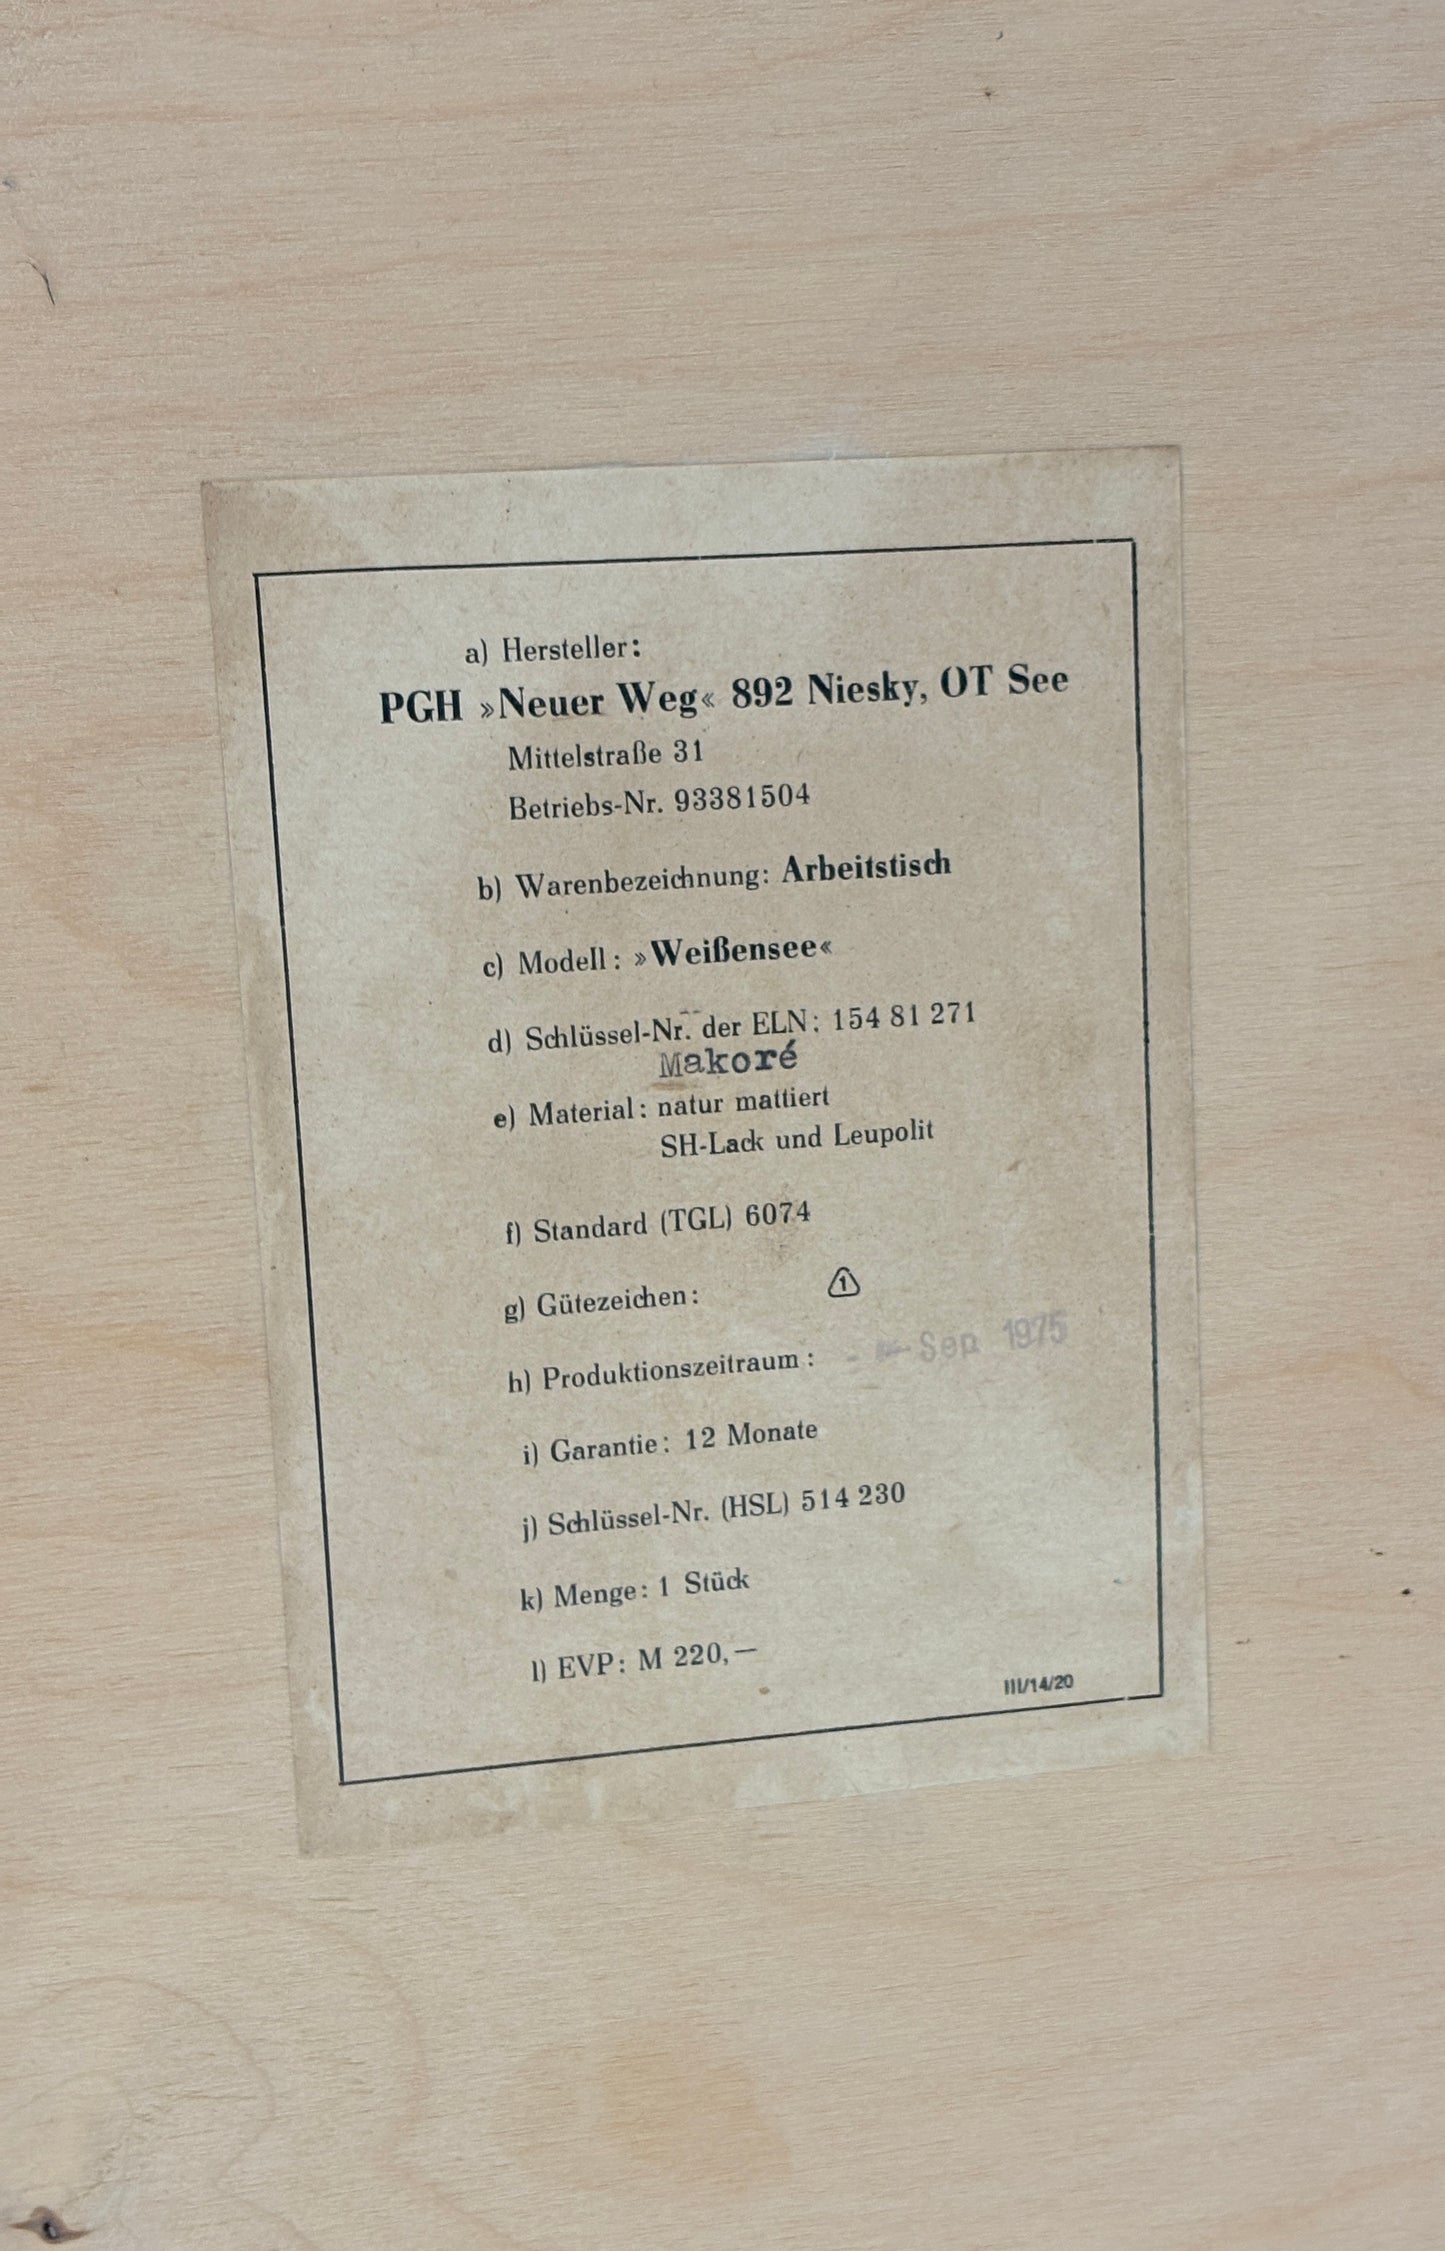 a) Hersteller:
PGH »Neuer Weg« 892 Niesky, OT See
Mittelstraße 31
Betriebs-Nr. 93381504
b) Warenbezeichnung: Arbeitstisch
c) Modell: »Weißensee«
d) Schlüssel-Nr. der ELN: 154 81 271
Makoré
e) Material: natur mattiert
SH-Lack und Leupolit
f) Standard (TGL) 6074
g) Gütezeichen: 1
h) Produktionszeitraum: Sep 1975
i) Garantie: 12 Monate
j) Schlüssel-Nr. (HSL) 514 230
k) Menge: 1 Stück
l) EVP: M 220,—
III/14/20